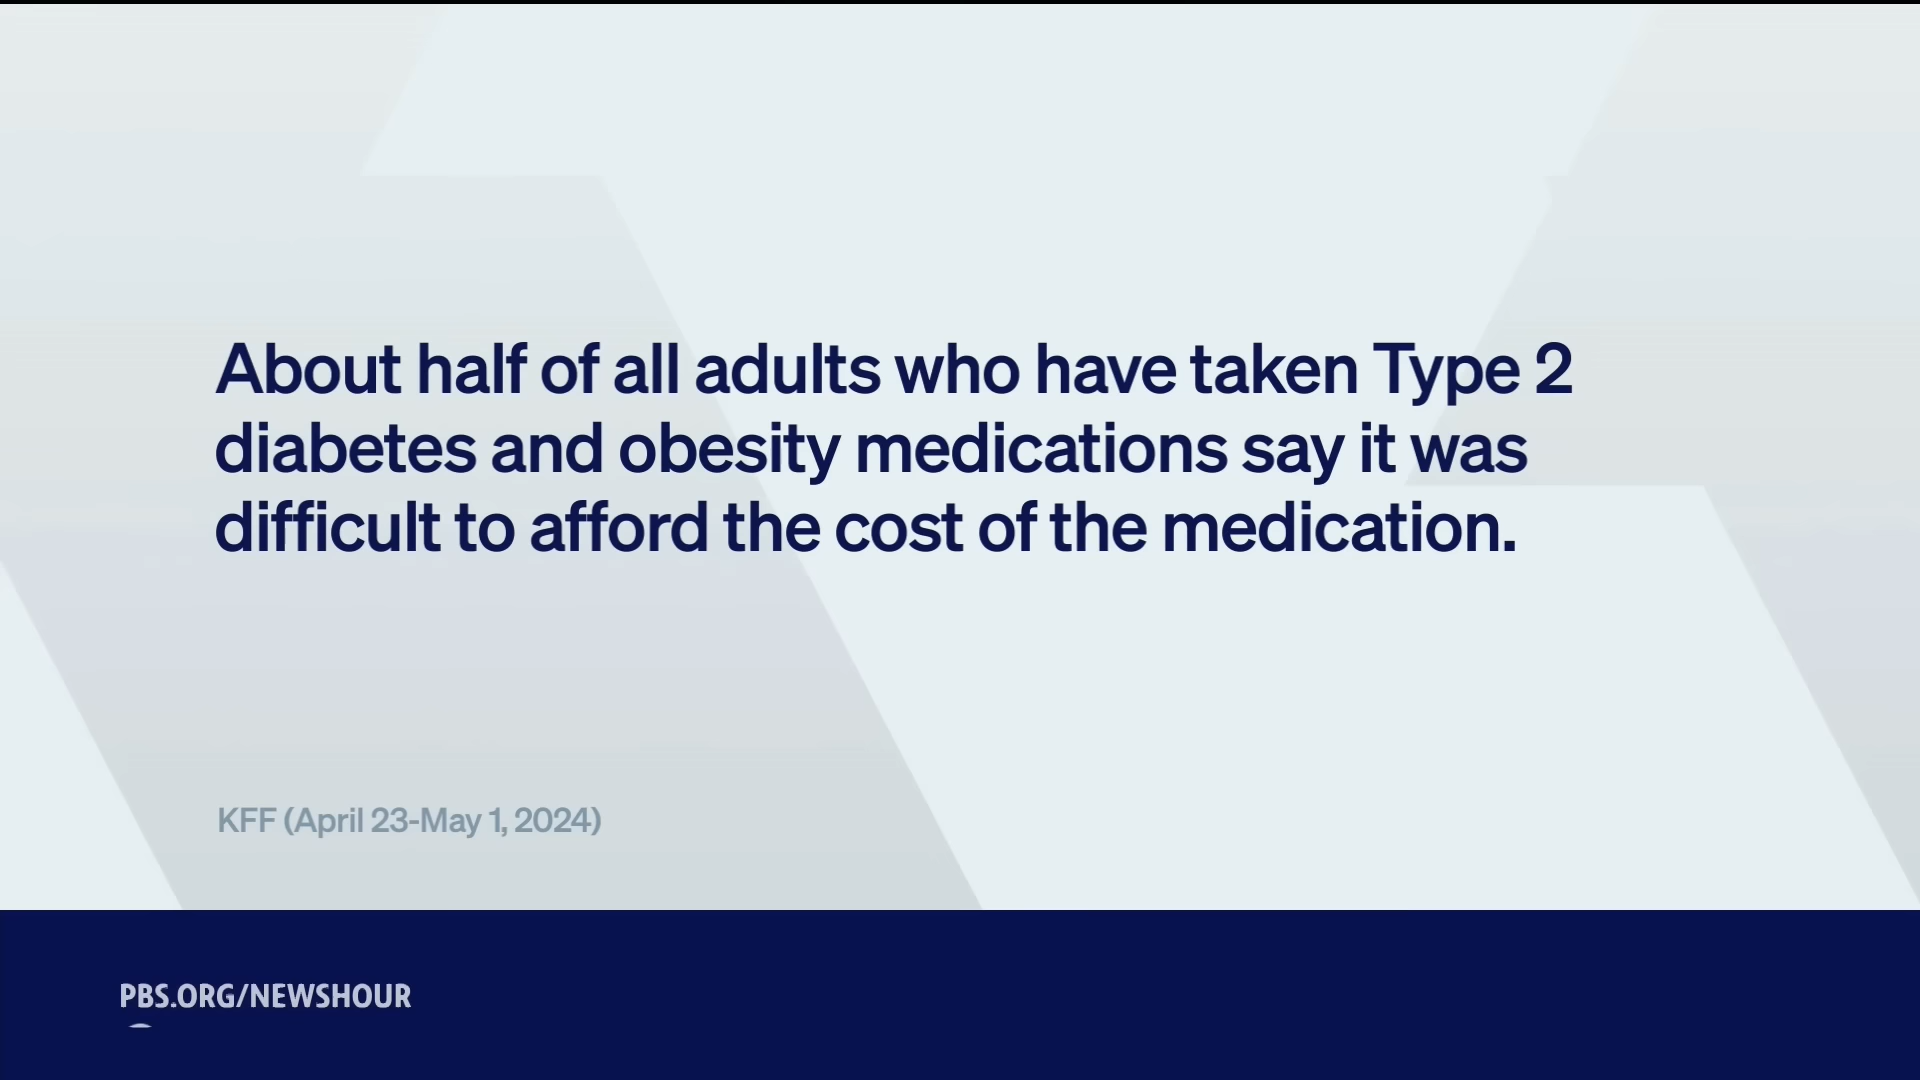 About half of all adults who have taken Type 2
diabetes and obesity medications say it was
difficult to afford the cost of the medication.
KFF (April 23-May 1, 2024)
PBS.ORG/NEWSHOUR